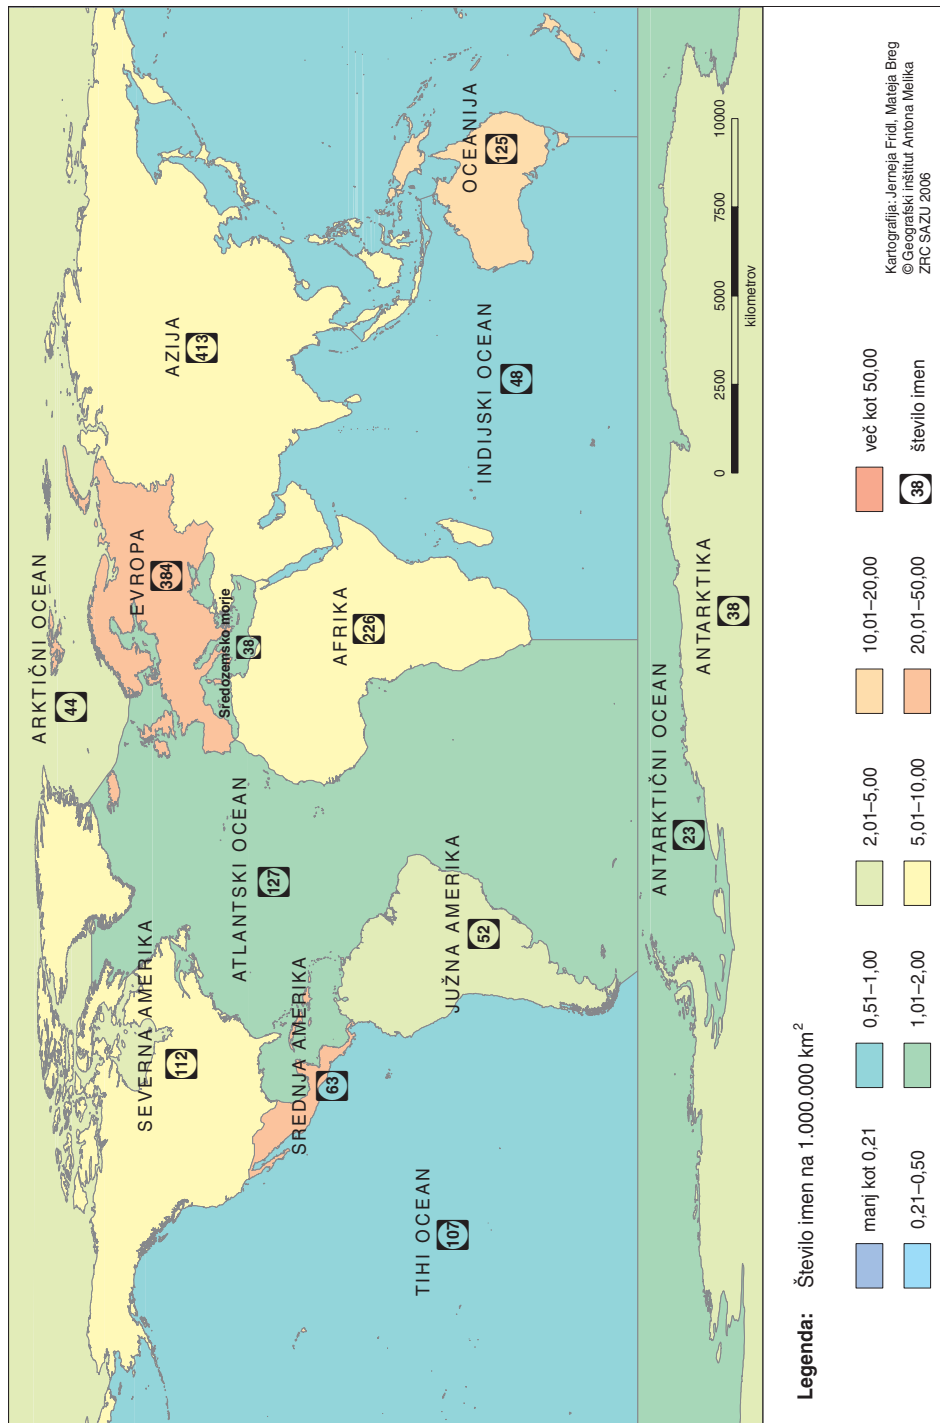 ARKTIČNI OCEAN
44
SEVERNA AMERIKA
112
EVROPA
384
AZIJA
413
Sredozemsko morje
38
ATLANTSKI OCEAN
127
SREDNJA AMERIKA
63
AFRIKA
226
TIHI OCEAN
107
JUŽNA AMERIKA
52
INDIJSKI OCEAN
48
OCEANIJA
125
ANTARKTIČNI OCEAN
23
ANTARKTIKA
38
0 2500 5000 7500 10000
kilometrov
Legenda: Število imen na 1.000.000 km²
manj kot 0,21
0,21–0,50
0,51–1,00
1,01–2,00
2,01–5,00
5,01–10,00
10,01–20,00
20,01–50,00
več kot 50,00
38 število imen
Kartografija: Jerneja Fridl, Mateja Breg
© Geografski inštitut Antona Melika
ZRC SAZU 2006